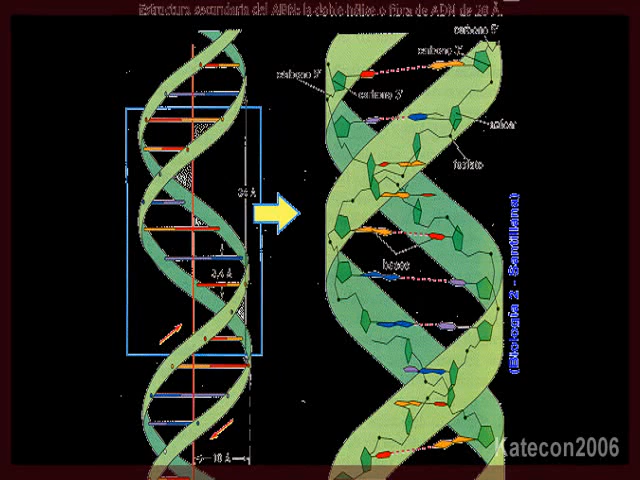 Estructura secundaria del ADN: la doble hélice o fibra de ADN de 20 Å.
carbono 5'
carbono 3'
carbono 5'
carbono 3'
azúcar
fosfato
bases
3,4 Å
10 Å
(Biología 2 - Santillana)
Katecon2006